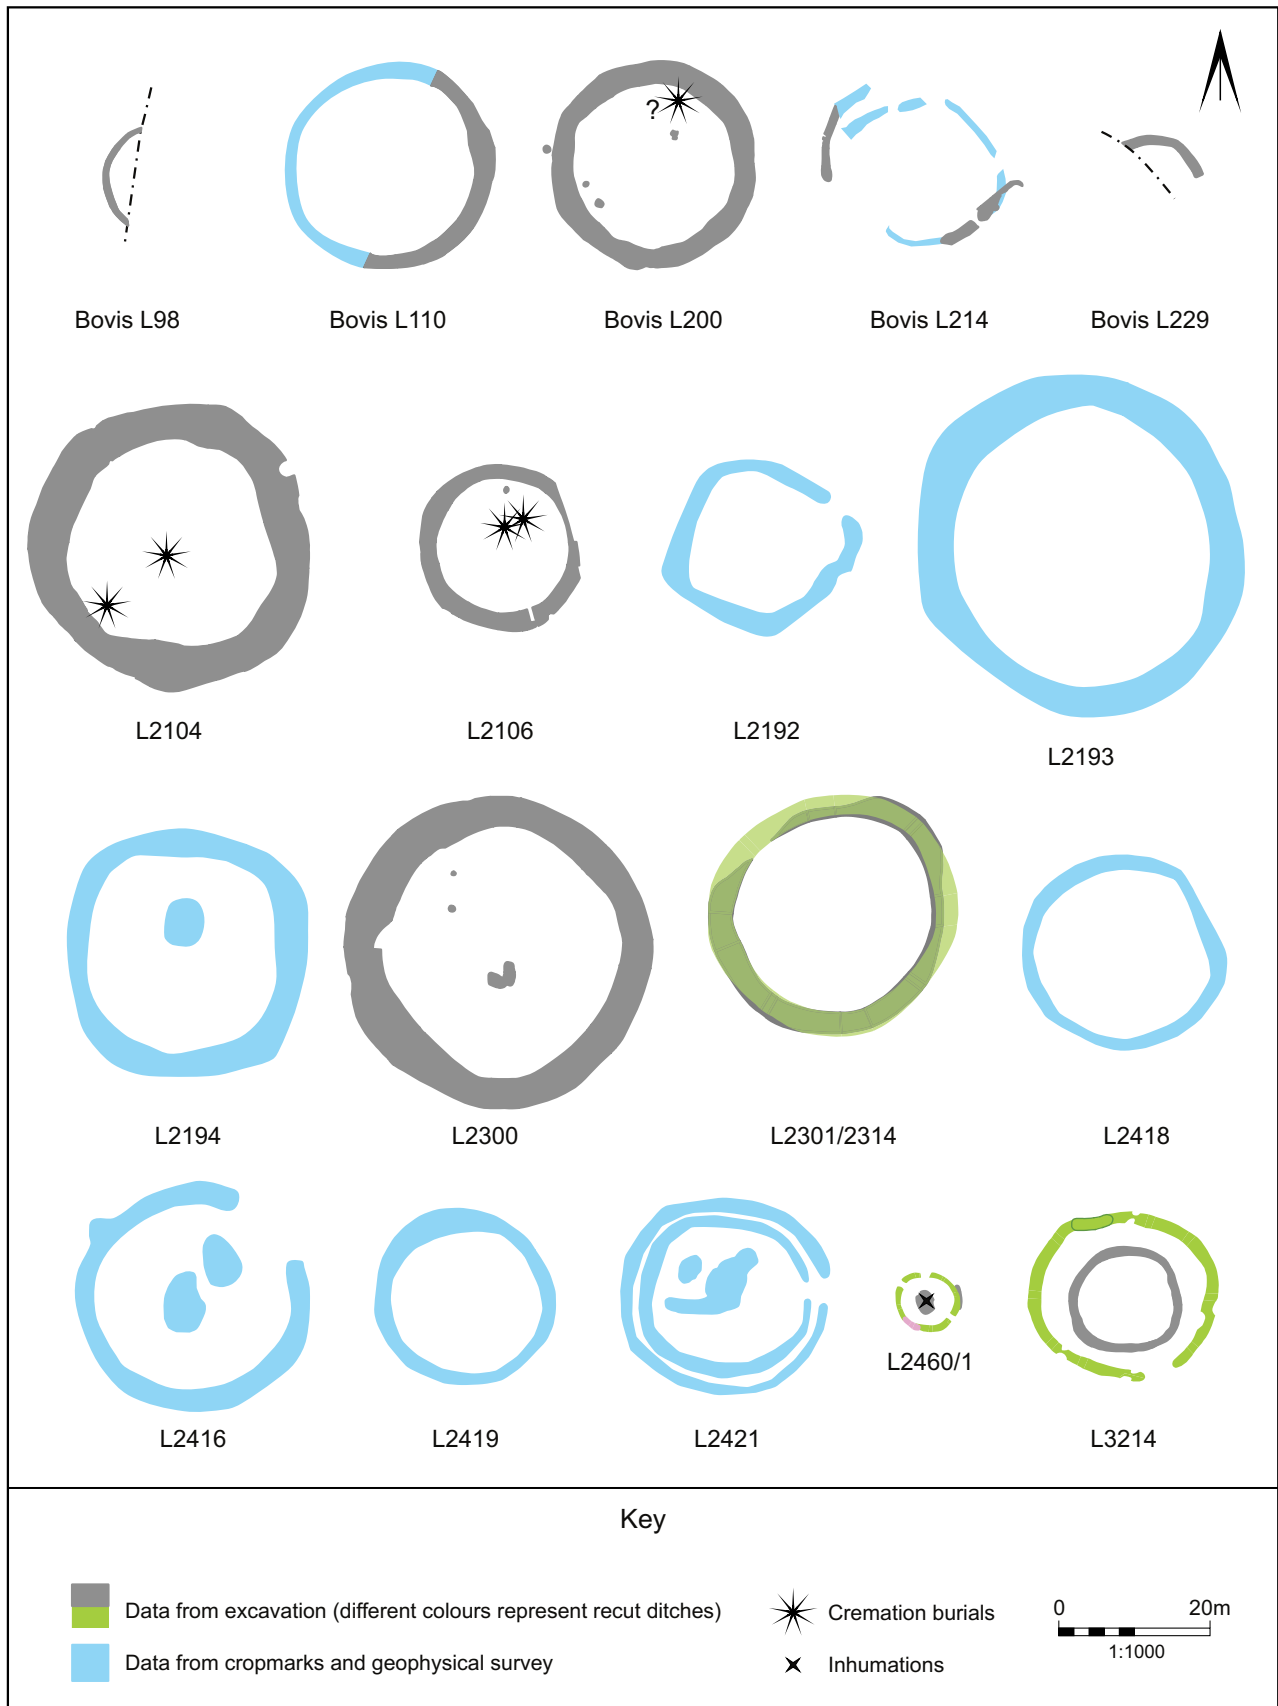 ?
Bovis L98
Bovis L110
Bovis L200
Bovis L214
Bovis L229
L2104
L2106
L2192
L2193
L2194
L2300
L2301/2314
L2418
L2416
L2419
L2421
L2460/1
L3214
Key
Data from excavation (different colours represent recut ditches)
Data from cropmarks and geophysical survey
Cremation burials
Inhumations
0 20m
1:1000